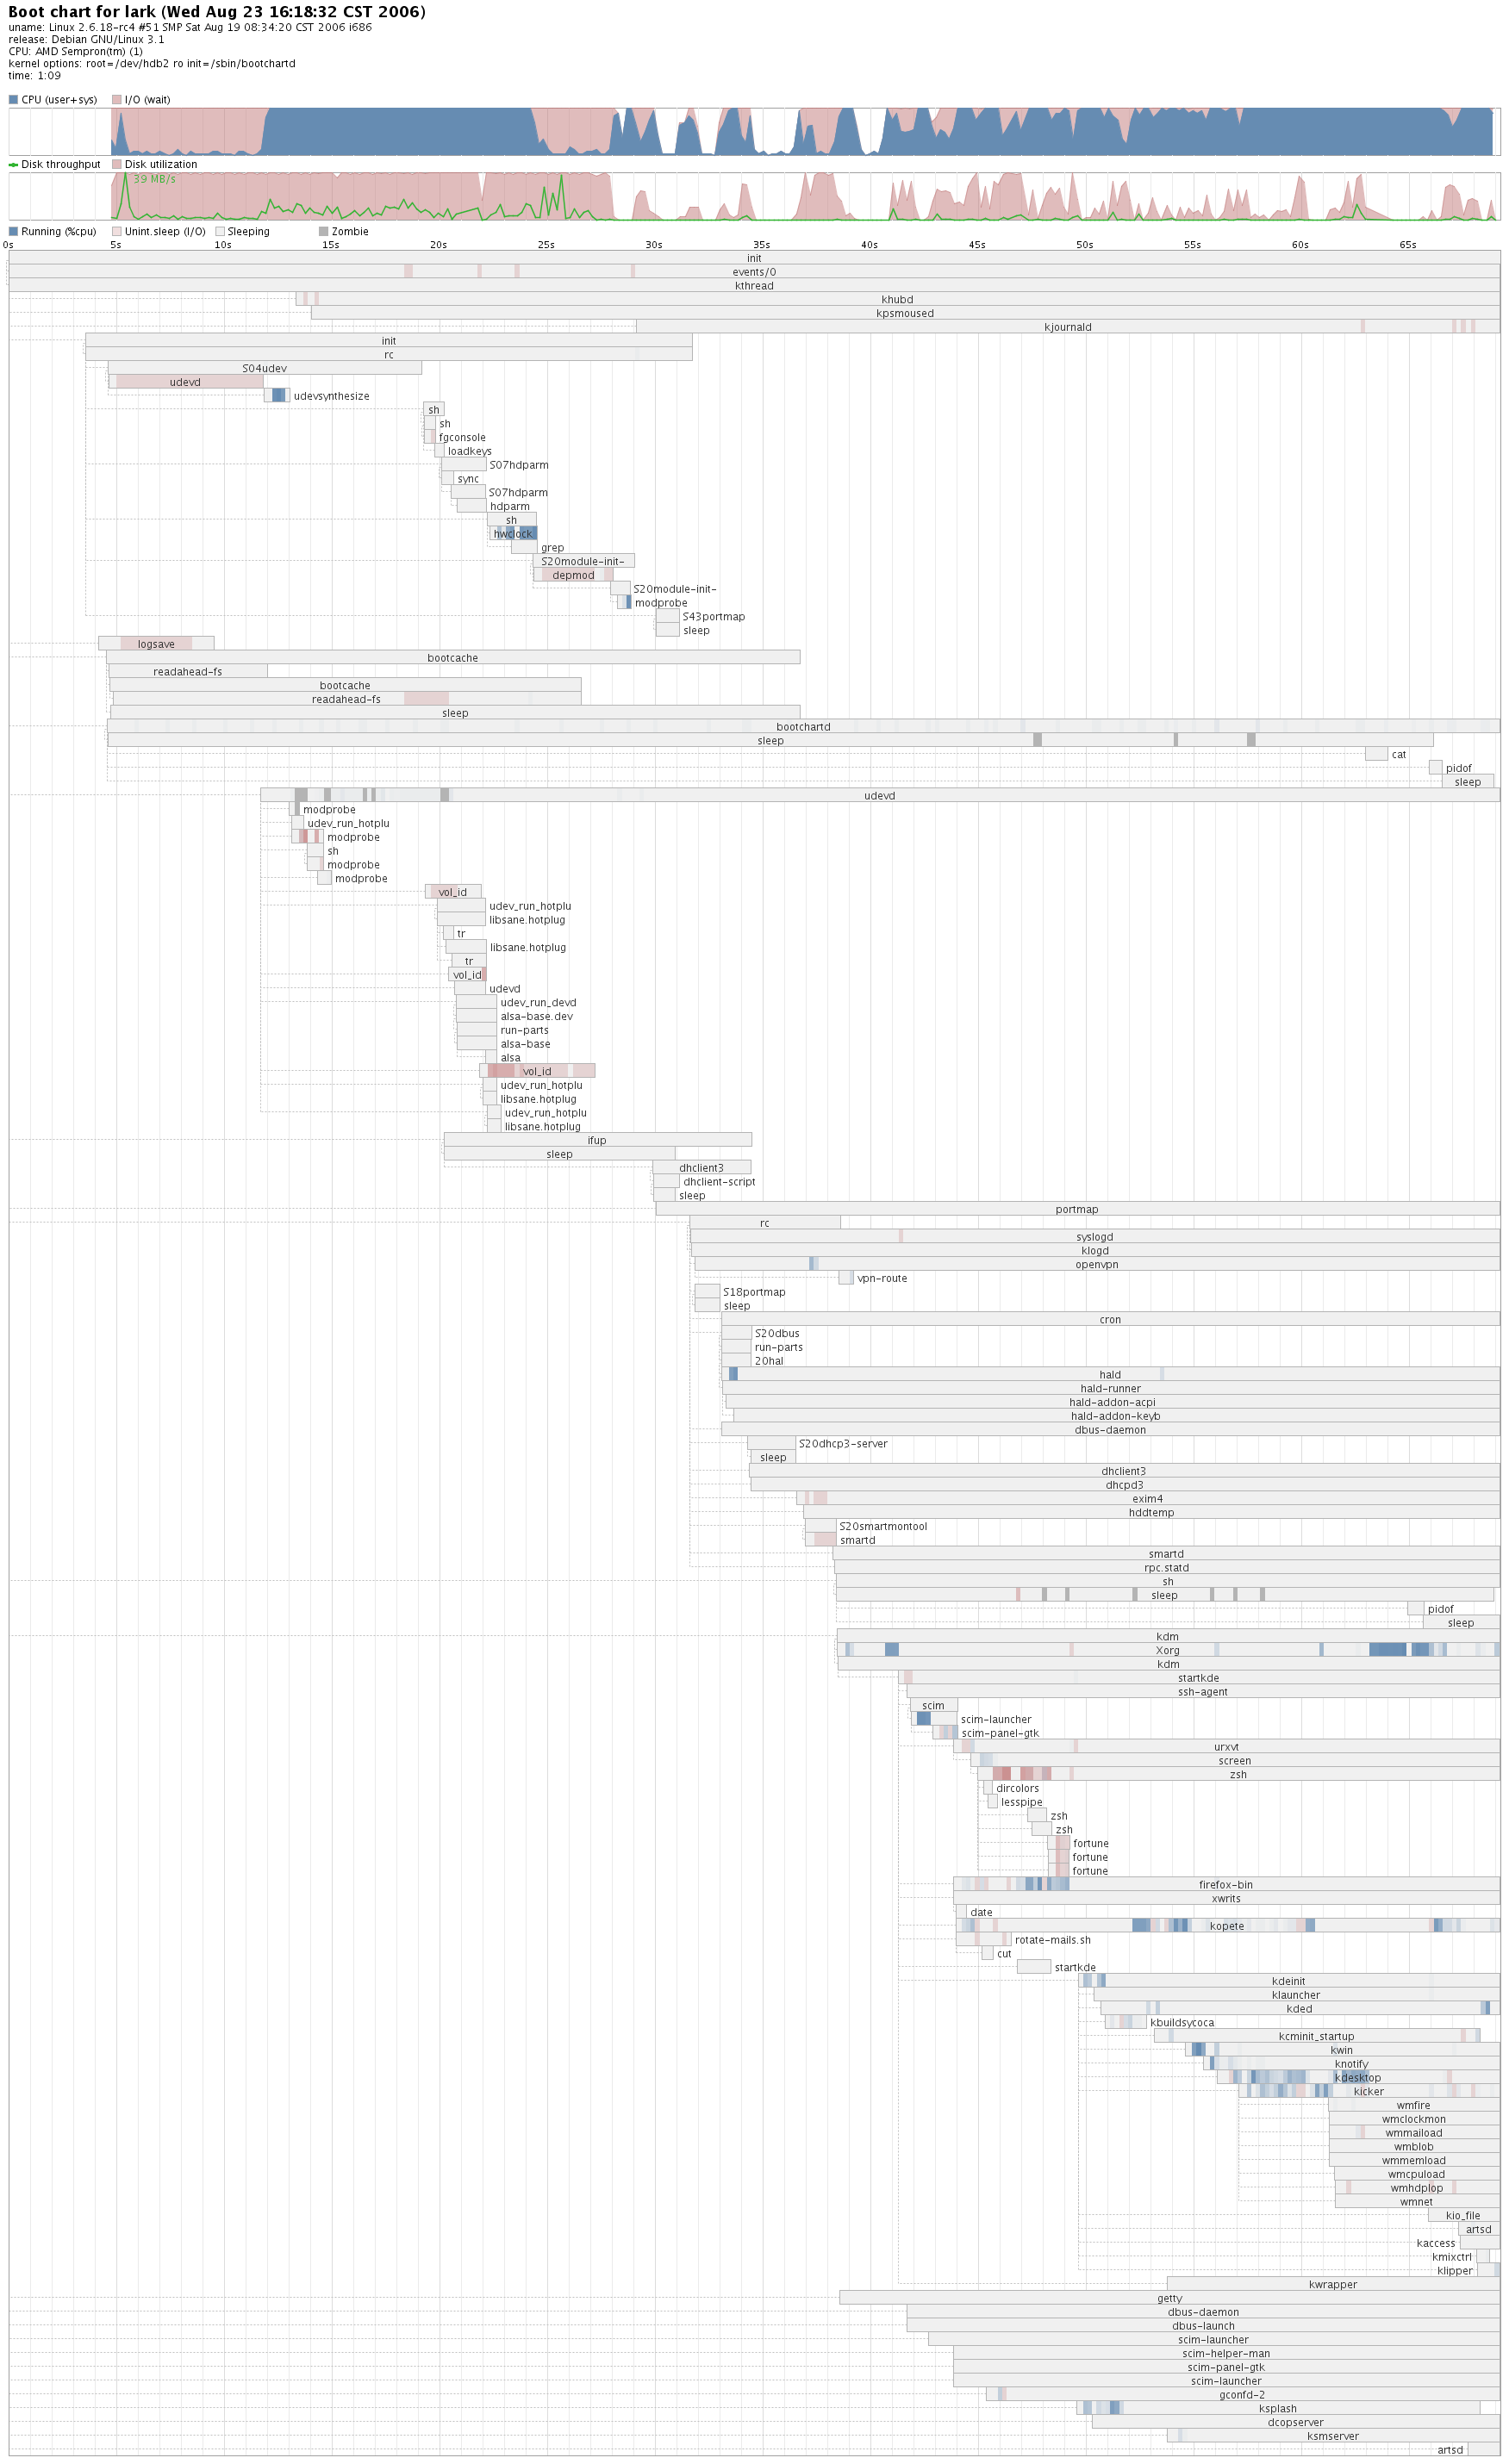 Boot chart for lark (Wed Aug 23 16:18:32 CST 2006)
uname: Linux 2.6.18-rc4 #51 SMP Sat Aug 19 08:34:20 CST 2006 i686
release: Debian GNU/Linux 3.1
CPU: AMD Sempron(tm) (1)
kernel options: root=/dev/hdb2 ro init=/sbin/bootchartd
time: 1:09
CPU (user+sys) I/O (wait)
Disk throughput Disk utilization
39 MB/s
Running (%cpu) Unint.sleep (I/O) Sleeping Zombie
0s 5s 10s 15s 20s 25s 30s 35s 40s 45s 50s 55s 60s 65s
init
events/0
kthread
khubd
kpsmoused
kjournald
init
rc
S04udev
udevd
udevsynthesize
sh
sh
fgconsole
loadkeys
S07hdparm
sync
S07hdparm
hdparm
sh
hwclock
grep
S20module-init-
depmod
S20module-init-
modprobe
S43portmap
sleep
logsave
bootcache
readahead-fs
bootcache
readahead-fs
sleep
bootchartd
sleep
cat
pidof
sleep
udevd
modprobe
udev_run_hotplu
modprobe
sh
modprobe
modprobe
vol_id
udev_run_hotplu
libsane.hotplug
tr
libsane.hotplug
tr
vol_id
udevd
udev_run_devd
alsa-base.dev
run-parts
alsa-base
alsa
vol_id
udev_run_hotplu
libsane.hotplug
udev_run_hotplu
libsane.hotplug
ifup
sleep
dhclient3
dhclient-script
sleep
portmap
rc
syslogd
klogd
openvpn
vpn-route
S18portmap
sleep
cron
S20dbus
run-parts
20hal
hald
hald-runner
hald-addon-acpi
hald-addon-keyb
dbus-daemon
S20dhcp3-server
sleep
dhclient3
dhcpd3
exim4
hddtemp
S20smartmontool
smartd
smartd
rpc.statd
sh
sleep
pidof
sleep
kdm
Xorg
kdm
startkde
ssh-agent
scim
scim-launcher
scim-panel-gtk
urxvt
screen
zsh
dircolors
lesspipe
zsh
zsh
fortune
fortune
fortune
firefox-bin
xwrits
date
kopete
rotate-mails.sh
cut
startkde
kdeinit
klauncher
kded
kbuildsycoca
kcminit_startup
kwin
knotify
kdesktop
kicker
wmfire
wmclockmon
wmmaiload
wmblob
wmmemload
wmcpuload
wmhdplop
wmnet
kio_file
artsd
kaccess
kmixctrl
klipper
kwrapper
getty
dbus-daemon
dbus-launch
scim-launcher
scim-helper-man
scim-panel-gtk
scim-launcher
gconfd-2
ksplash
dcopserver
ksmserver
artsd